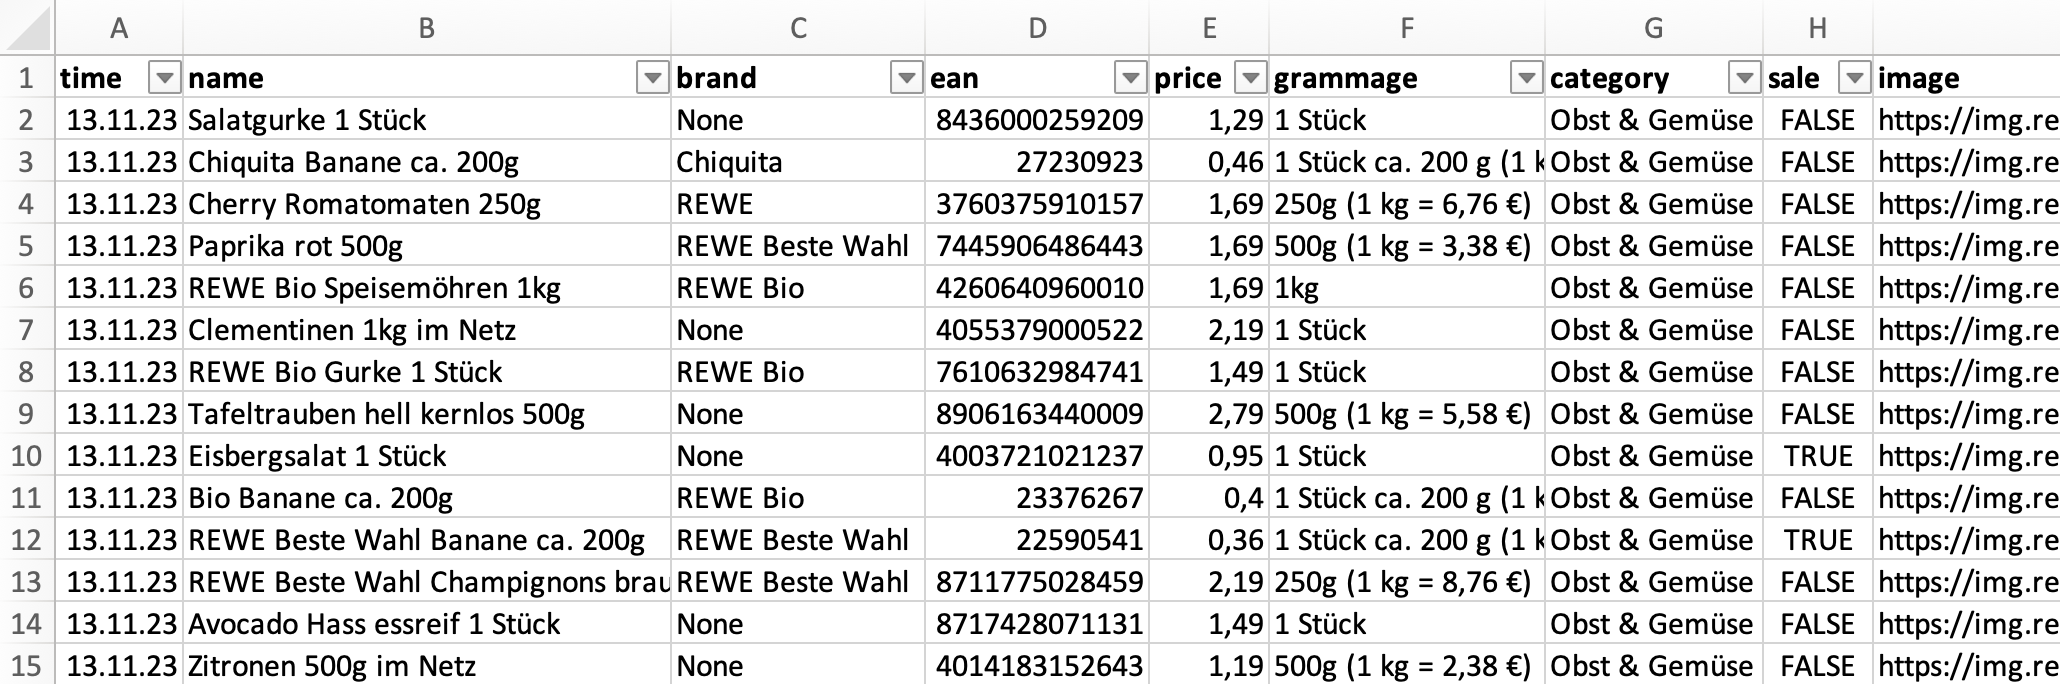 A B C D E F G H
1 time name brand ean price grammage category sale image
2 13.11.23 Salatgurke 1 Stück None 8436000259209 1,29 1 Stück Obst & Gemüse FALSE https://img.re
3 13.11.23 Chiquita Banane ca. 200g Chiquita 27230923 0,46 1 Stück ca. 200 g (1 k Obst & Gemüse FALSE https://img.re
4 13.11.23 Cherry Romatomaten 250g REWE 3760375910157 1,69 250g (1 kg = 6,76 €) Obst & Gemüse FALSE https://img.re
5 13.11.23 Paprika rot 500g REWE Beste Wahl 7445906486443 1,69 500g (1 kg = 3,38 €) Obst & Gemüse FALSE https://img.re
6 13.11.23 REWE Bio Speisemöhren 1kg REWE Bio 4260640960010 1,69 1kg Obst & Gemüse FALSE https://img.re
7 13.11.23 Clementinen 1kg im Netz None 4055379000522 2,19 1 Stück Obst & Gemüse FALSE https://img.re
8 13.11.23 REWE Bio Gurke 1 Stück REWE Bio 7610632984741 1,49 1 Stück Obst & Gemüse FALSE https://img.re
9 13.11.23 Tafeltrauben hell kernlos 500g None 8906163440009 2,79 500g (1 kg = 5,58 €) Obst & Gemüse FALSE https://img.re
10 13.11.23 Eisbergsalat 1 Stück None 4003721021237 0,95 1 Stück Obst & Gemüse TRUE https://img.re
11 13.11.23 Bio Banane ca. 200g REWE Bio 23376267 0,4 1 Stück ca. 200 g (1 k Obst & Gemüse FALSE https://img.re
12 13.11.23 REWE Beste Wahl Banane ca. 200g REWE Beste Wahl 22590541 0,36 1 Stück ca. 200 g (1 k Obst & Gemüse TRUE https://img.re
13 13.11.23 REWE Beste Wahl Champignons brau REWE Beste Wahl 8711775028459 2,19 250g (1 kg = 8,76 €) Obst & Gemüse FALSE https://img.re
14 13.11.23 Avocado Hass essreif 1 Stück None 8717428071131 1,49 1 Stück Obst & Gemüse FALSE https://img.re
15 13.11.23 Zitronen 500g im Netz None 4014183152643 1,19 500g (1 kg = 2,38 €) Obst & Gemüse FALSE https://img.re